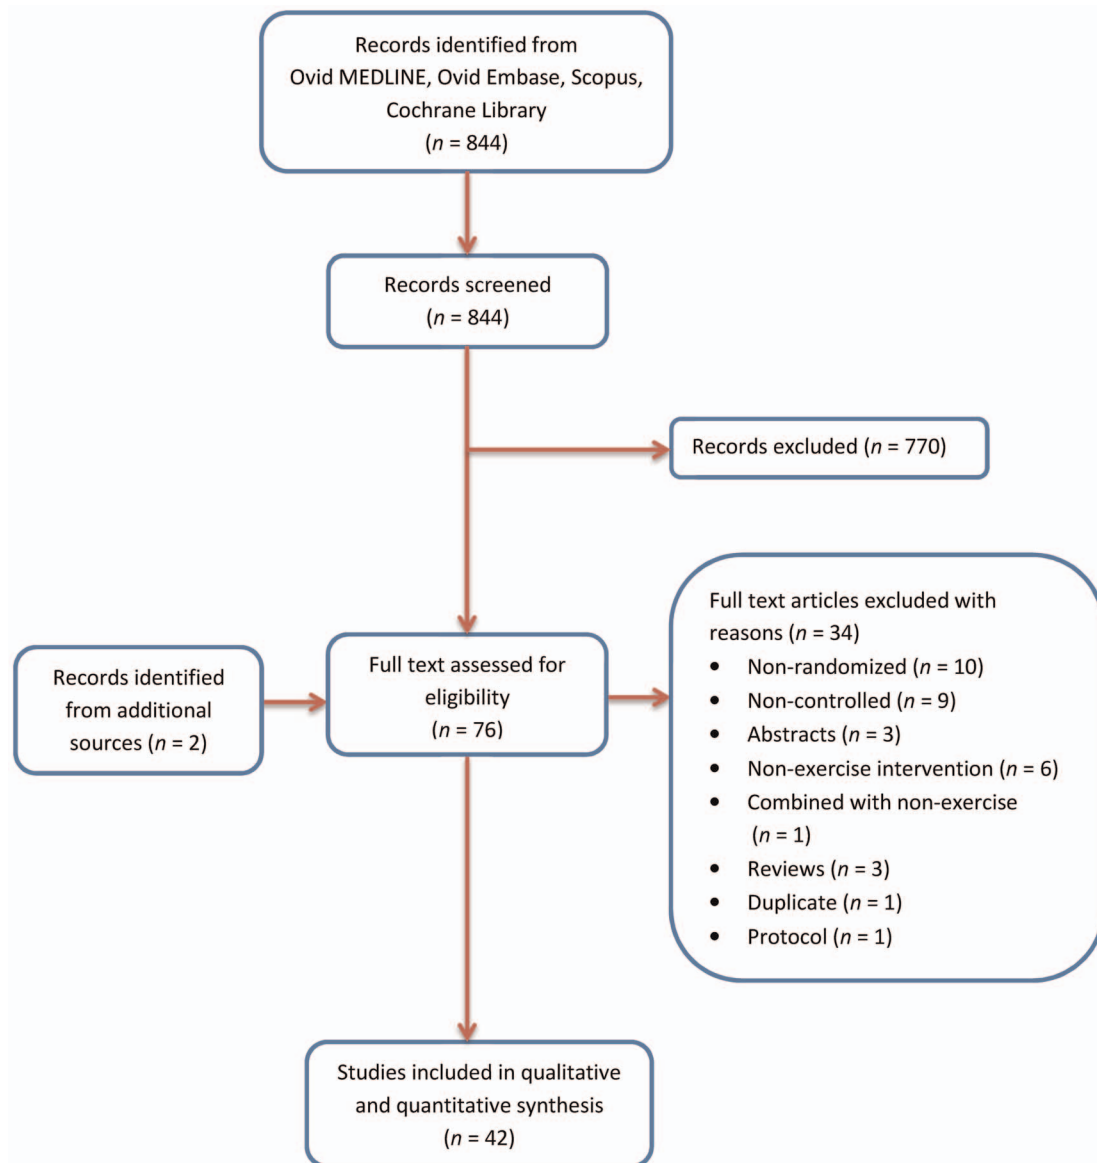 Records identified from
Ovid MEDLINE, Ovid Embase, Scopus,
Cochrane Library
(n = 844)
Records screened
(n = 844)
Records excluded (n = 770)
Records identified
from additional
sources (n = 2)
Full text assessed for
eligibility
(n = 76)
Full text articles excluded with
reasons (n = 34)
• Non-randomized (n = 10)
• Non-controlled (n = 9)
• Abstracts (n = 3)
• Non-exercise intervention (n = 6)
• Combined with non-exercise
(n = 1)
• Reviews (n = 3)
• Duplicate (n = 1)
• Protocol (n = 1)
Studies included in qualitative
and quantitative synthesis
(n = 42)